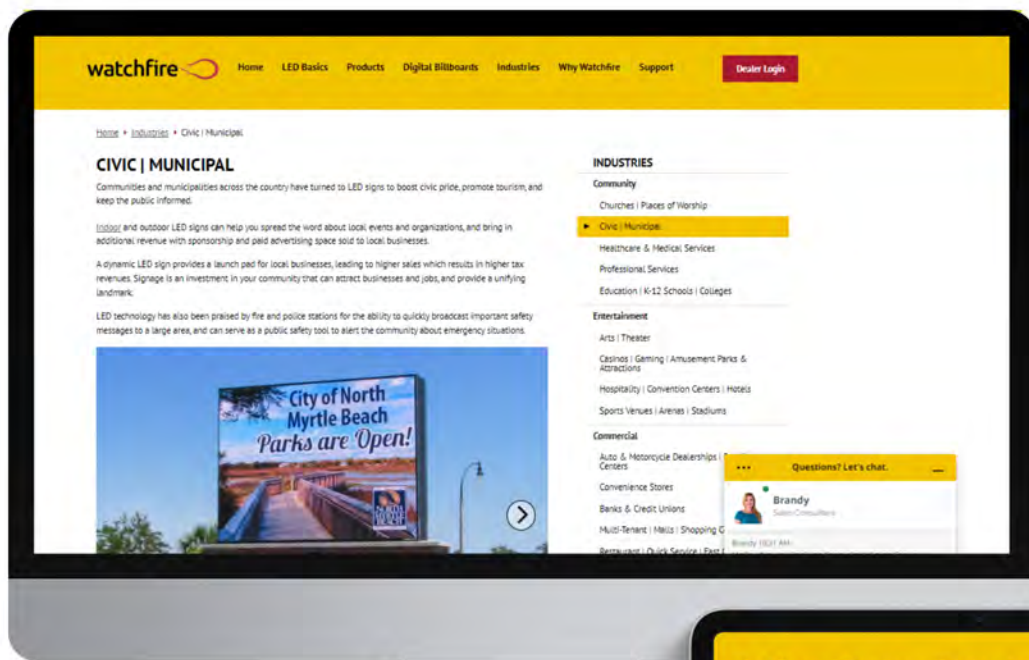 watchfire
Home LED Basics Products Digital Billboards Industries Why Watchfire Support Dealer Login
Home ▸ Industries ▸ Civic | Municipal
CIVIC | MUNICIPAL
Communities and municipalities across the country have turned to LED signs to boost civic pride, promote tourism, and
keep the public informed.
Indoor and outdoor LED signs can help you spread the word about local events and organizations, and bring in
additional revenue with sponsorship and paid advertising space sold to local businesses.
A dynamic LED sign provides a launch pad for local businesses, leading to higher sales which results in higher tax
revenues. Signage is an investment in your community that can attract businesses and jobs, and provide a unifying
landmark.
LED technology has also been praised by fire and police stations for the ability to quickly broadcast important safety
messages to a large area, and can serve as a public safety tool to alert the community about emergency situations.
City of North
Myrtle Beach
Parks are Open!
NORTH
MYRTLE
BEACH
INDUSTRIES
Community
Churches | Places of Worship
Civic | Municipal
Healthcare & Medical Services
Professional Services
Education | K-12 Schools | Colleges
Entertainment
Arts | Theater
Casinos | Gaming | Amusement Parks &
Attractions
Hospitality | Convention Centers | Hotels
Sports Venues | Arenas | Stadiums
Commercial
Auto & Motorcycle Dealerships |
Centers
Convenience Stores
Banks & Credit Unions
Multi-Tenant | Malls | Shopping
Restaurant | Quick Service |
Questions? Let's chat.
Brandy
Sales Consultant
Brandy 10:31 AM: